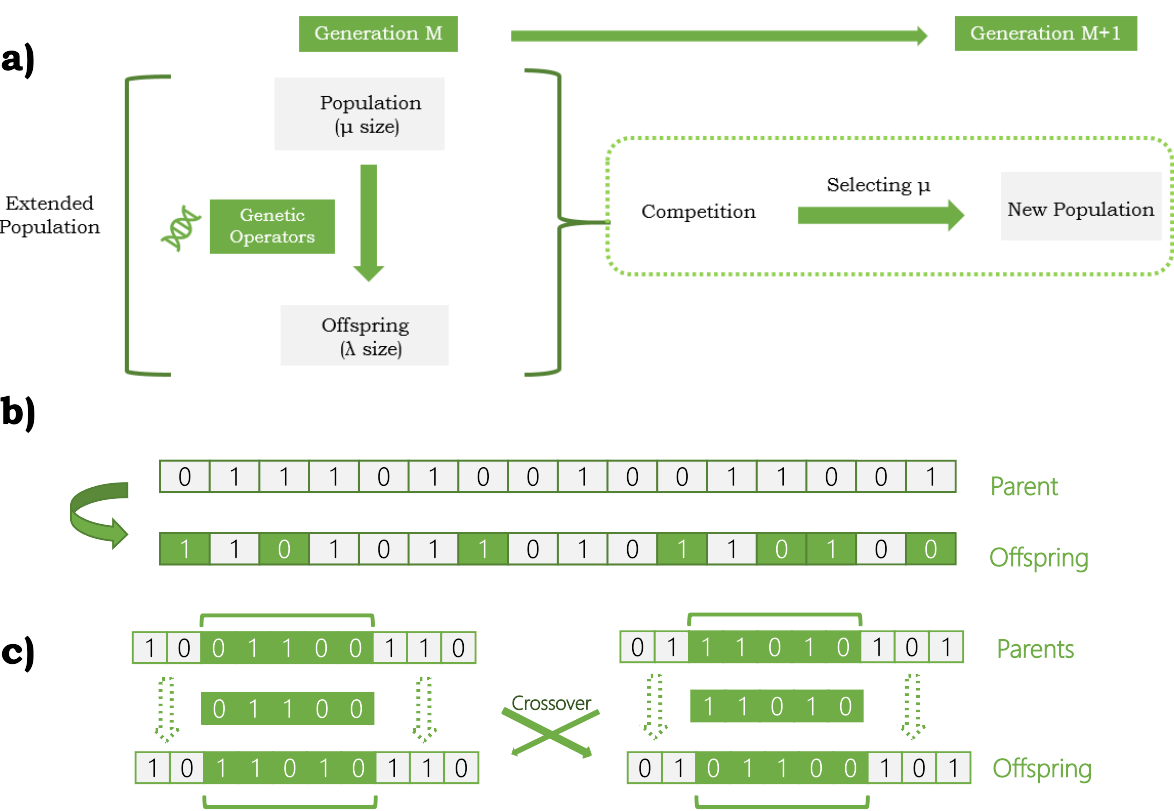 Generation M
Generation M+1
a)
Population
(μ size)
Extended
Population
Genetic
Operators
Offspring
(λ size)
Competition
Selecting μ
New Population
b)
0 1 1 1 0 1 0 0 1 0 0 1 1 0 0 1
Parent
1 1 0 1 0 1 1 0 1 0 1 1 0 1 0 0
Offspring
c)
1 0 0 1 1 0 0 1 1 0
0 1 1 1 0 1 0 1 0 1
Parents
0 1 1 0 0
Crossover
1 1 0 1 0
1 0 1 1 0 1 0 1 1 0
0 1 0 1 1 0 0 1 0 1
Offspring